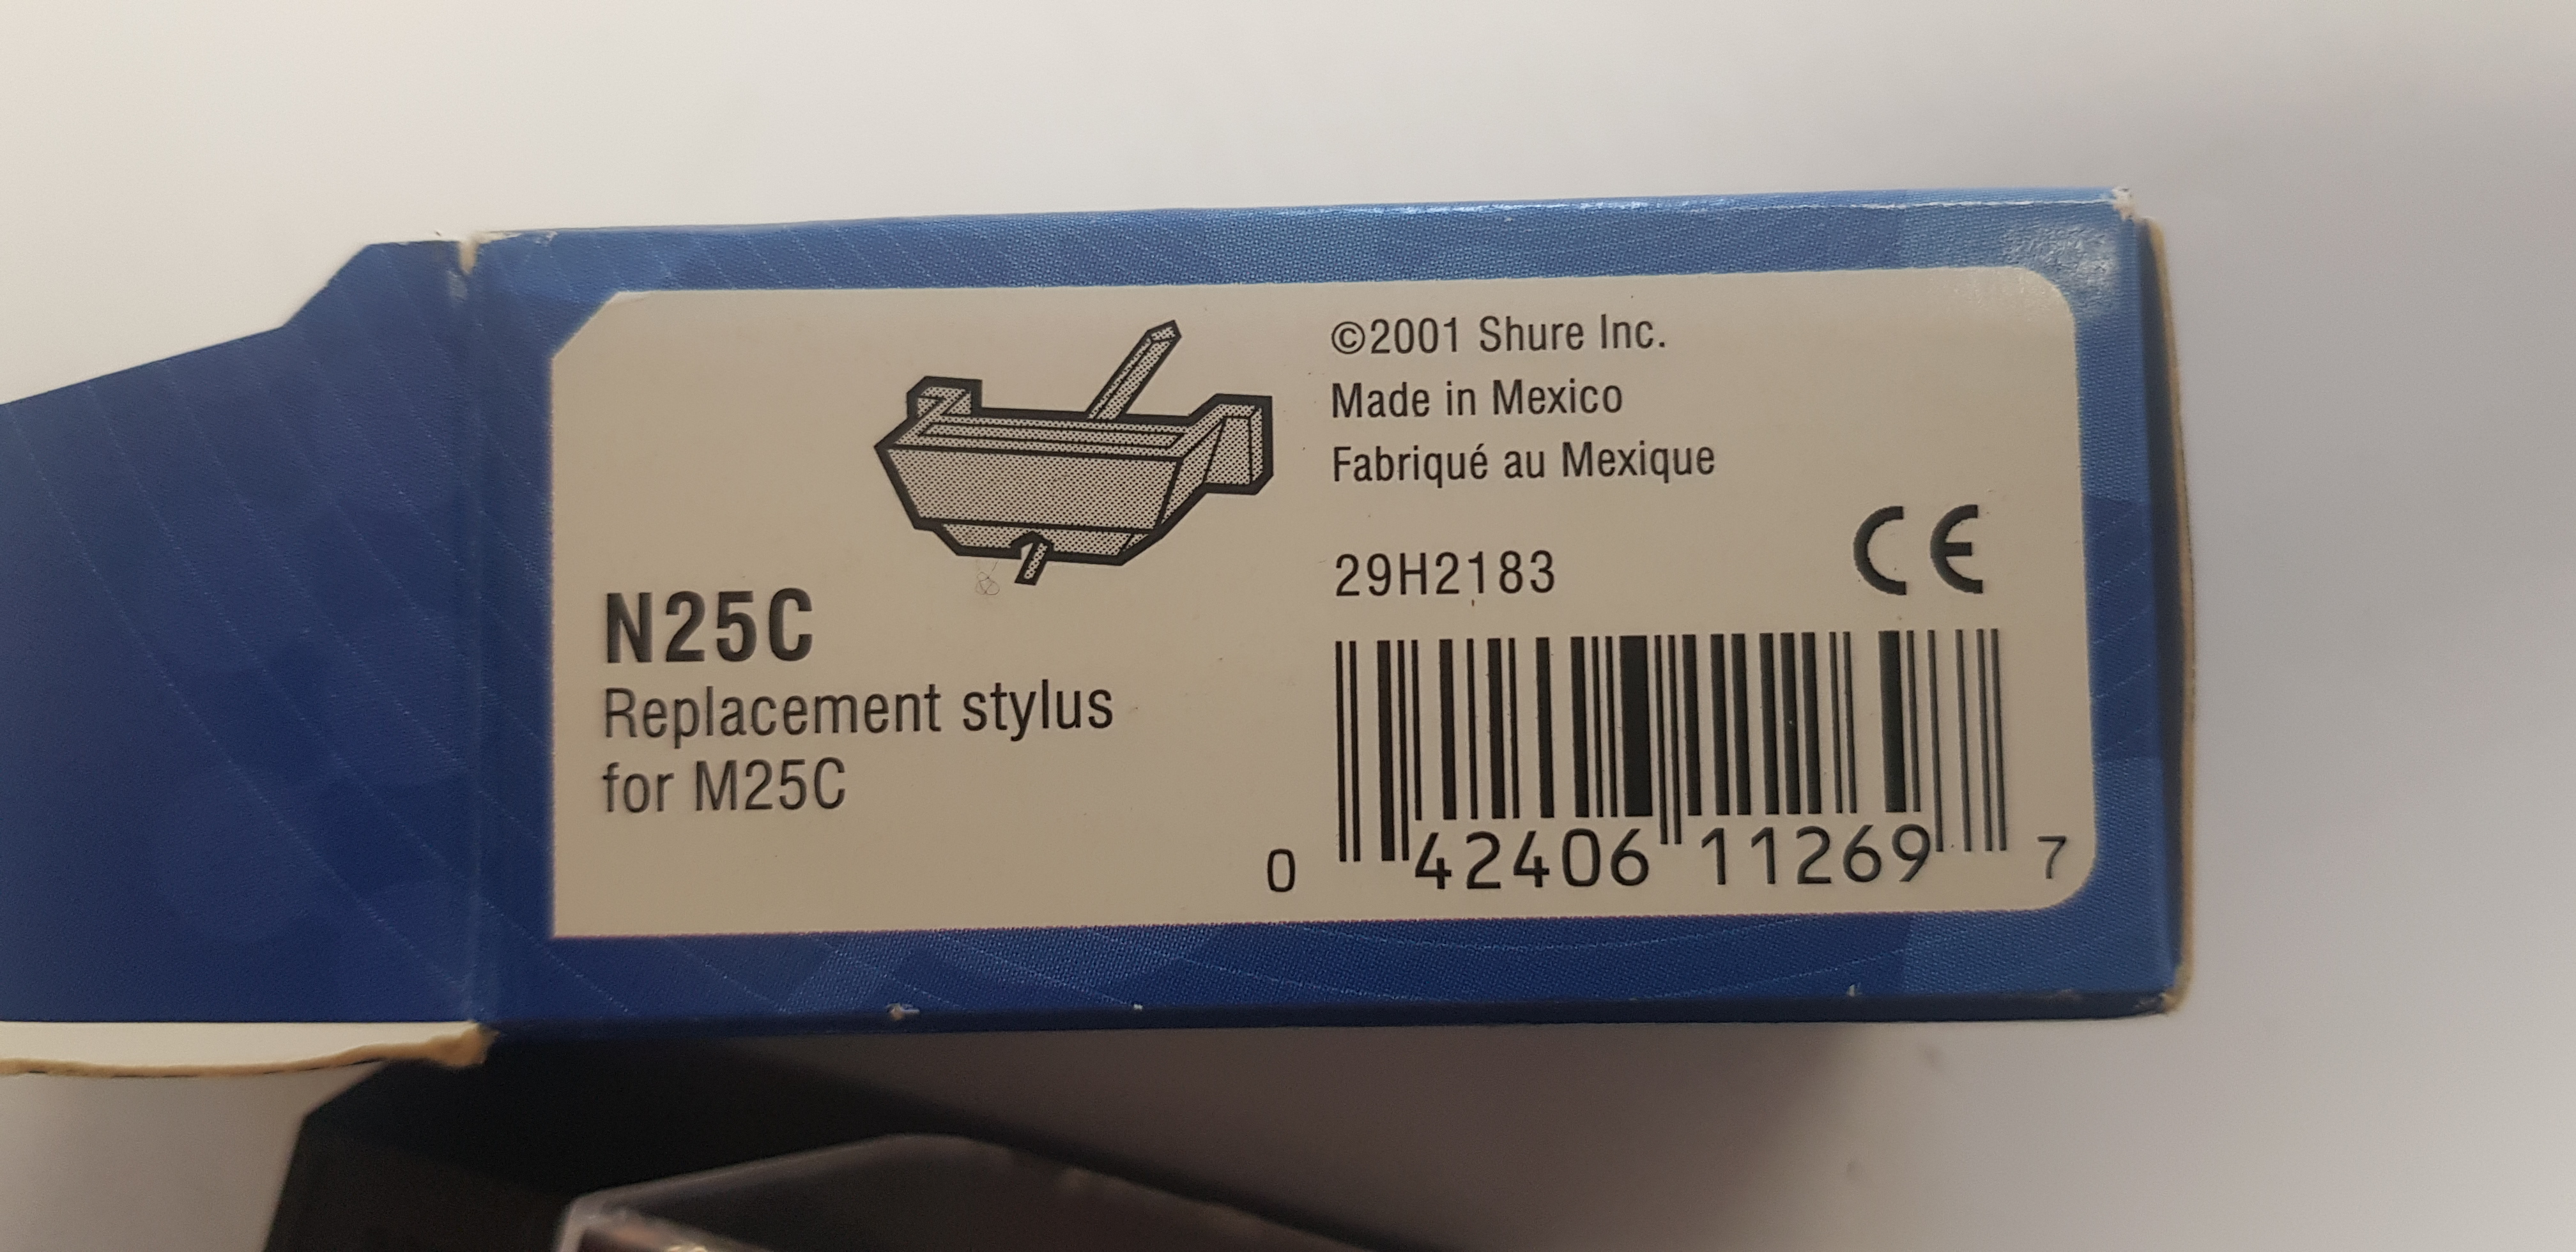 ©2001 Shure Inc.
Made in Mexico
Fabriqué au Mexique
29H2183
CE
N25C
Replacement stylus
for M25C
0 42406 11269 7